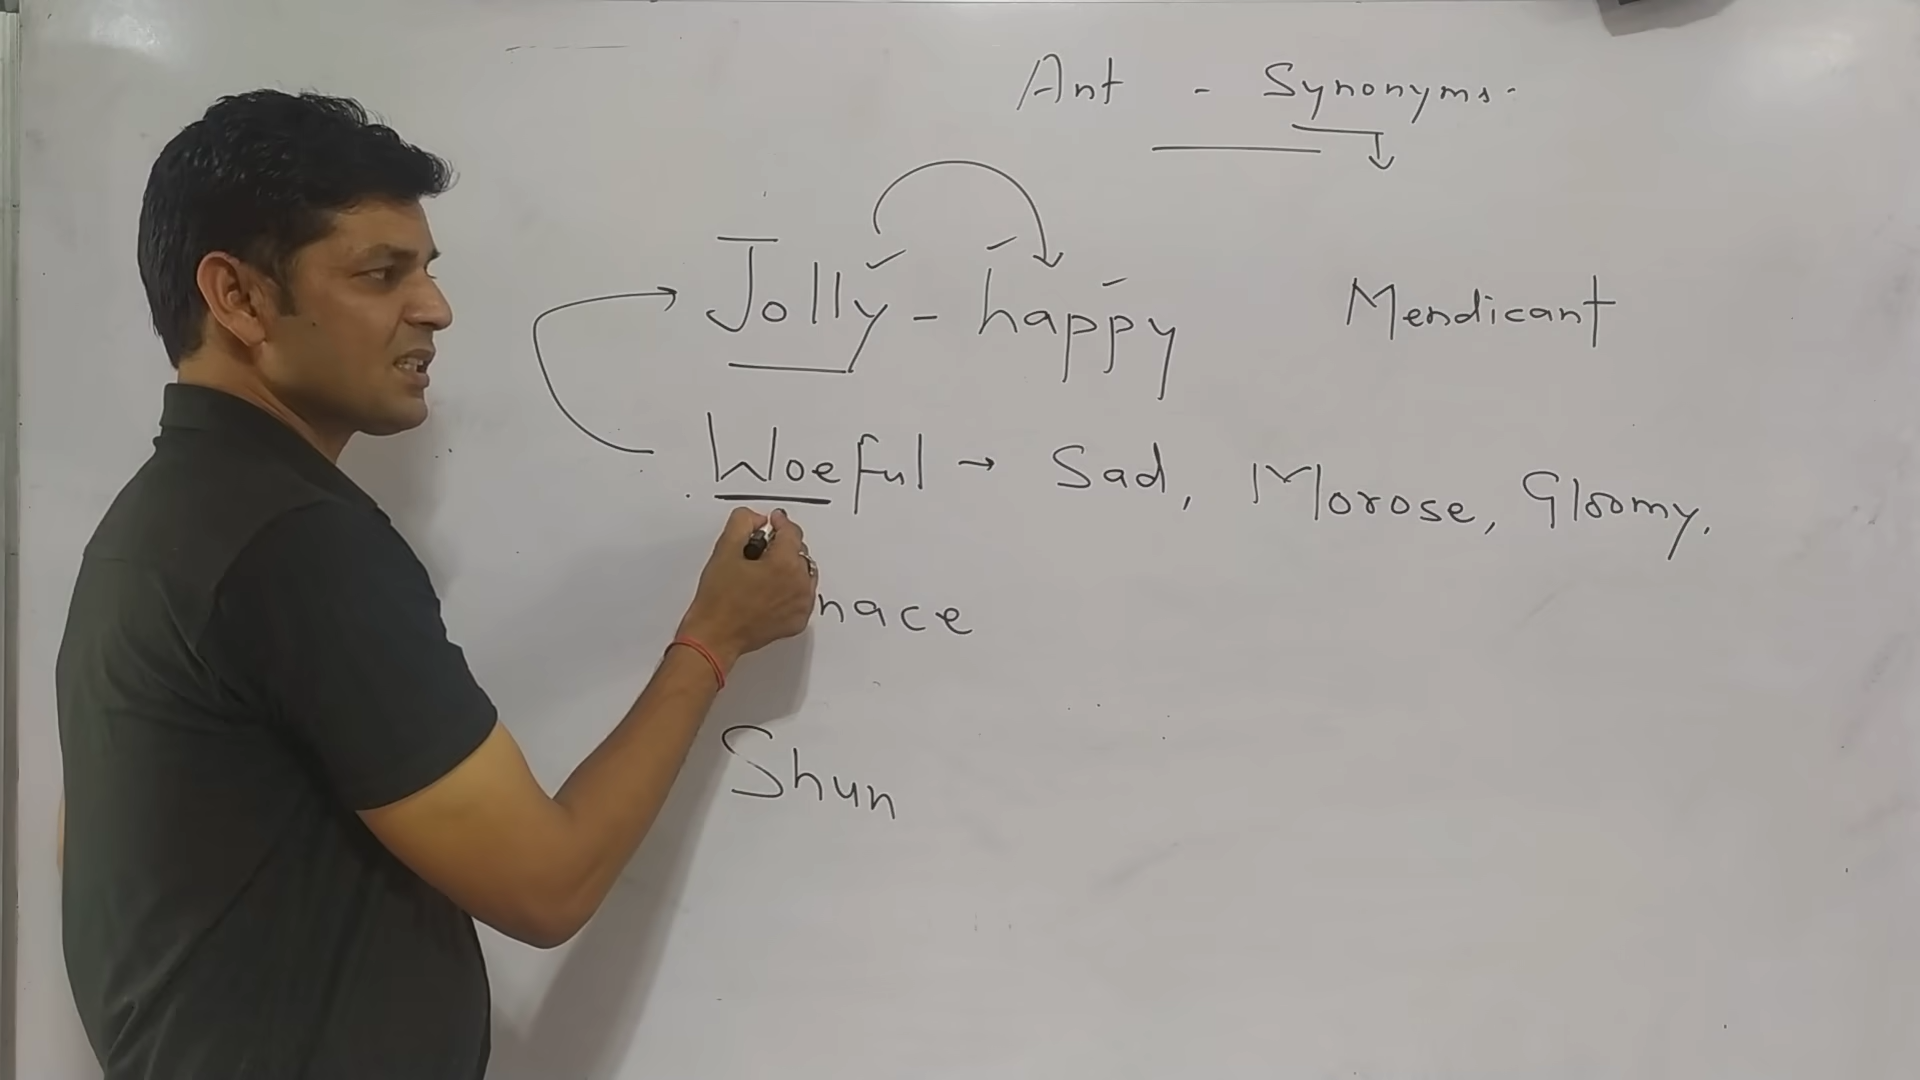 Ant - Synonyms.
Jolly - happy
Mendicant
Woeful → Sad, Morose, Gloomy.
nace
Shun